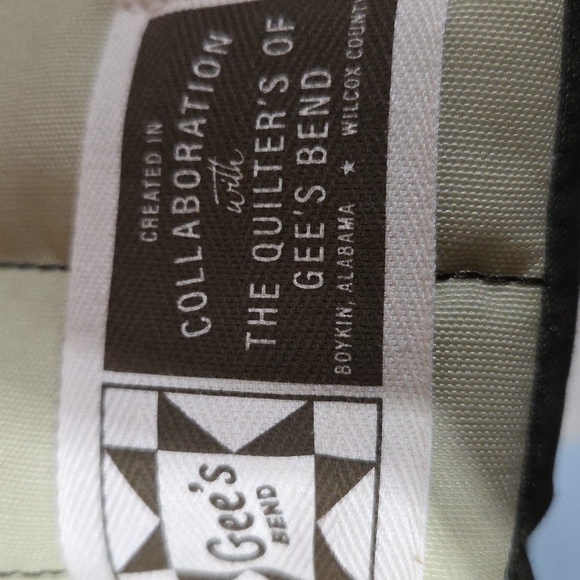 Gee's
BEND
CREATED IN
COLLABORATION
with
THE QUILTER'S OF
GEE'S BEND
BOYKIN, ALABAMA ★ WILCOX COUNTY